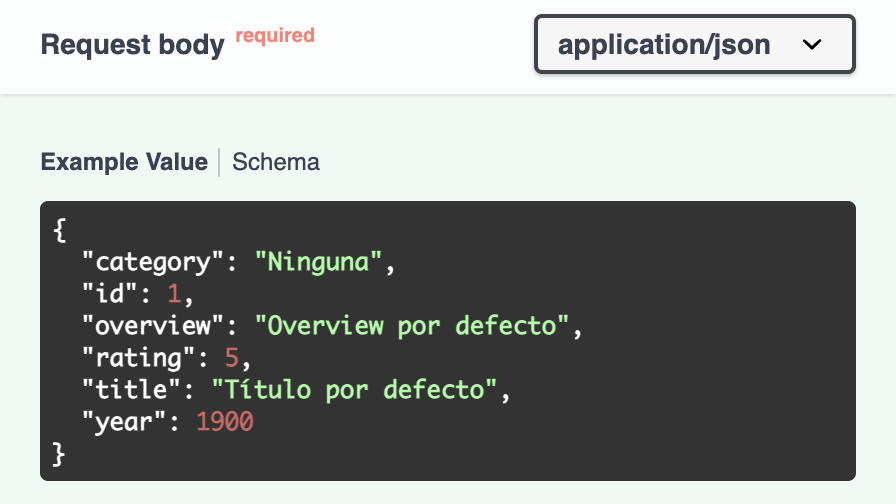 Request body required
application/json
Example Value
Schema
{
  "category": "Ninguna",
  "id": 1,
  "overview": "Overview por defecto",
  "rating": 5,
  "title": "Título por defecto",
  "year": 1900
}